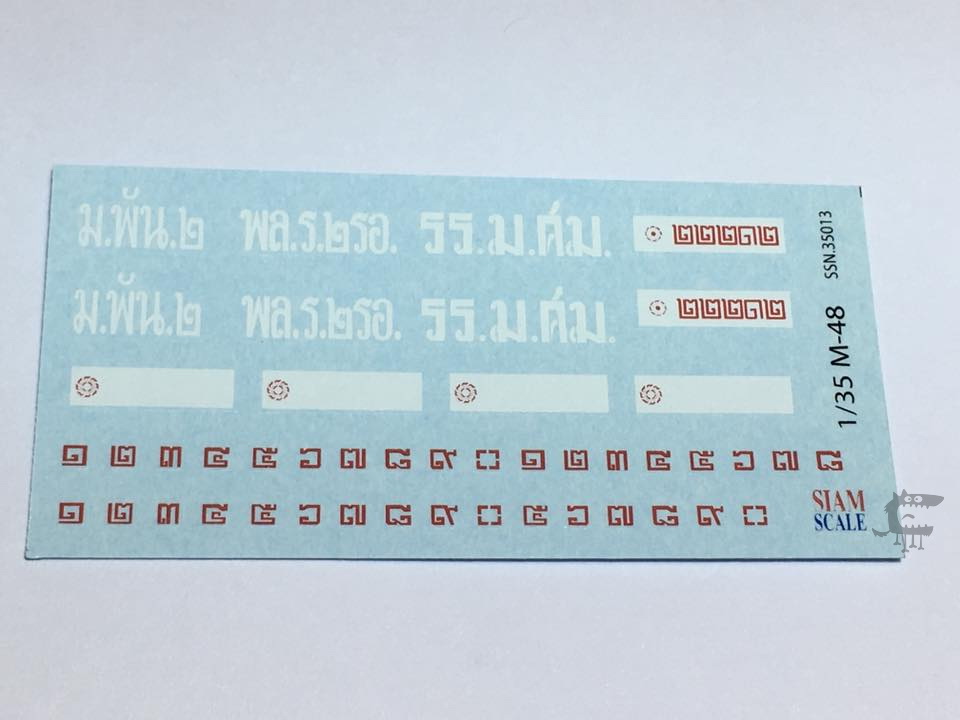 ม.พัน.๒ พล.ร.๒รอ. รร.ม.ศม. ๒๒๒๑๒
ม.พัน.๒ พล.ร.๒รอ. รร.ม.ศม. ๒๒๒๑๒
๑ ๒ ๓ ๔ ๕ ๖ ๗ ๘ ๙ ๐ ๑ ๒ ๓ ๔ ๕ ๖ ๗ ๘
๑ ๒ ๓ ๔ ๕ ๖ ๗ ๘ ๙ ๐ ๕ ๖ ๗ ๘ ๙ ๐
1/35 M-48 SSN.35013
SIAM
SCALE